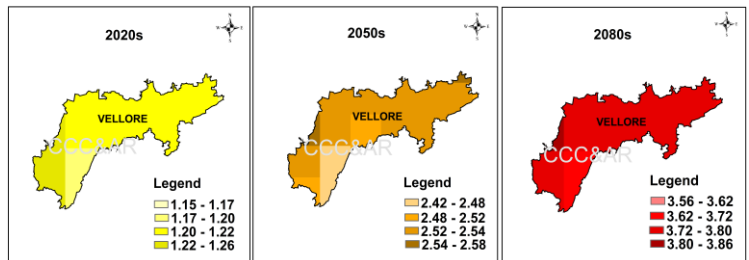 2020s
VELLORE
CCC&AR
Legend
1.15 - 1.17
1.17 - 1.20
1.20 - 1.22
1.22 - 1.26
2050s
VELLORE
CCC&AR
Legend
2.42 - 2.48
2.48 - 2.52
2.52 - 2.54
2.54 - 2.58
2080s
VELLORE
CCC&AR
Legend
3.56 - 3.62
3.62 - 3.72
3.72 - 3.80
3.80 - 3.86